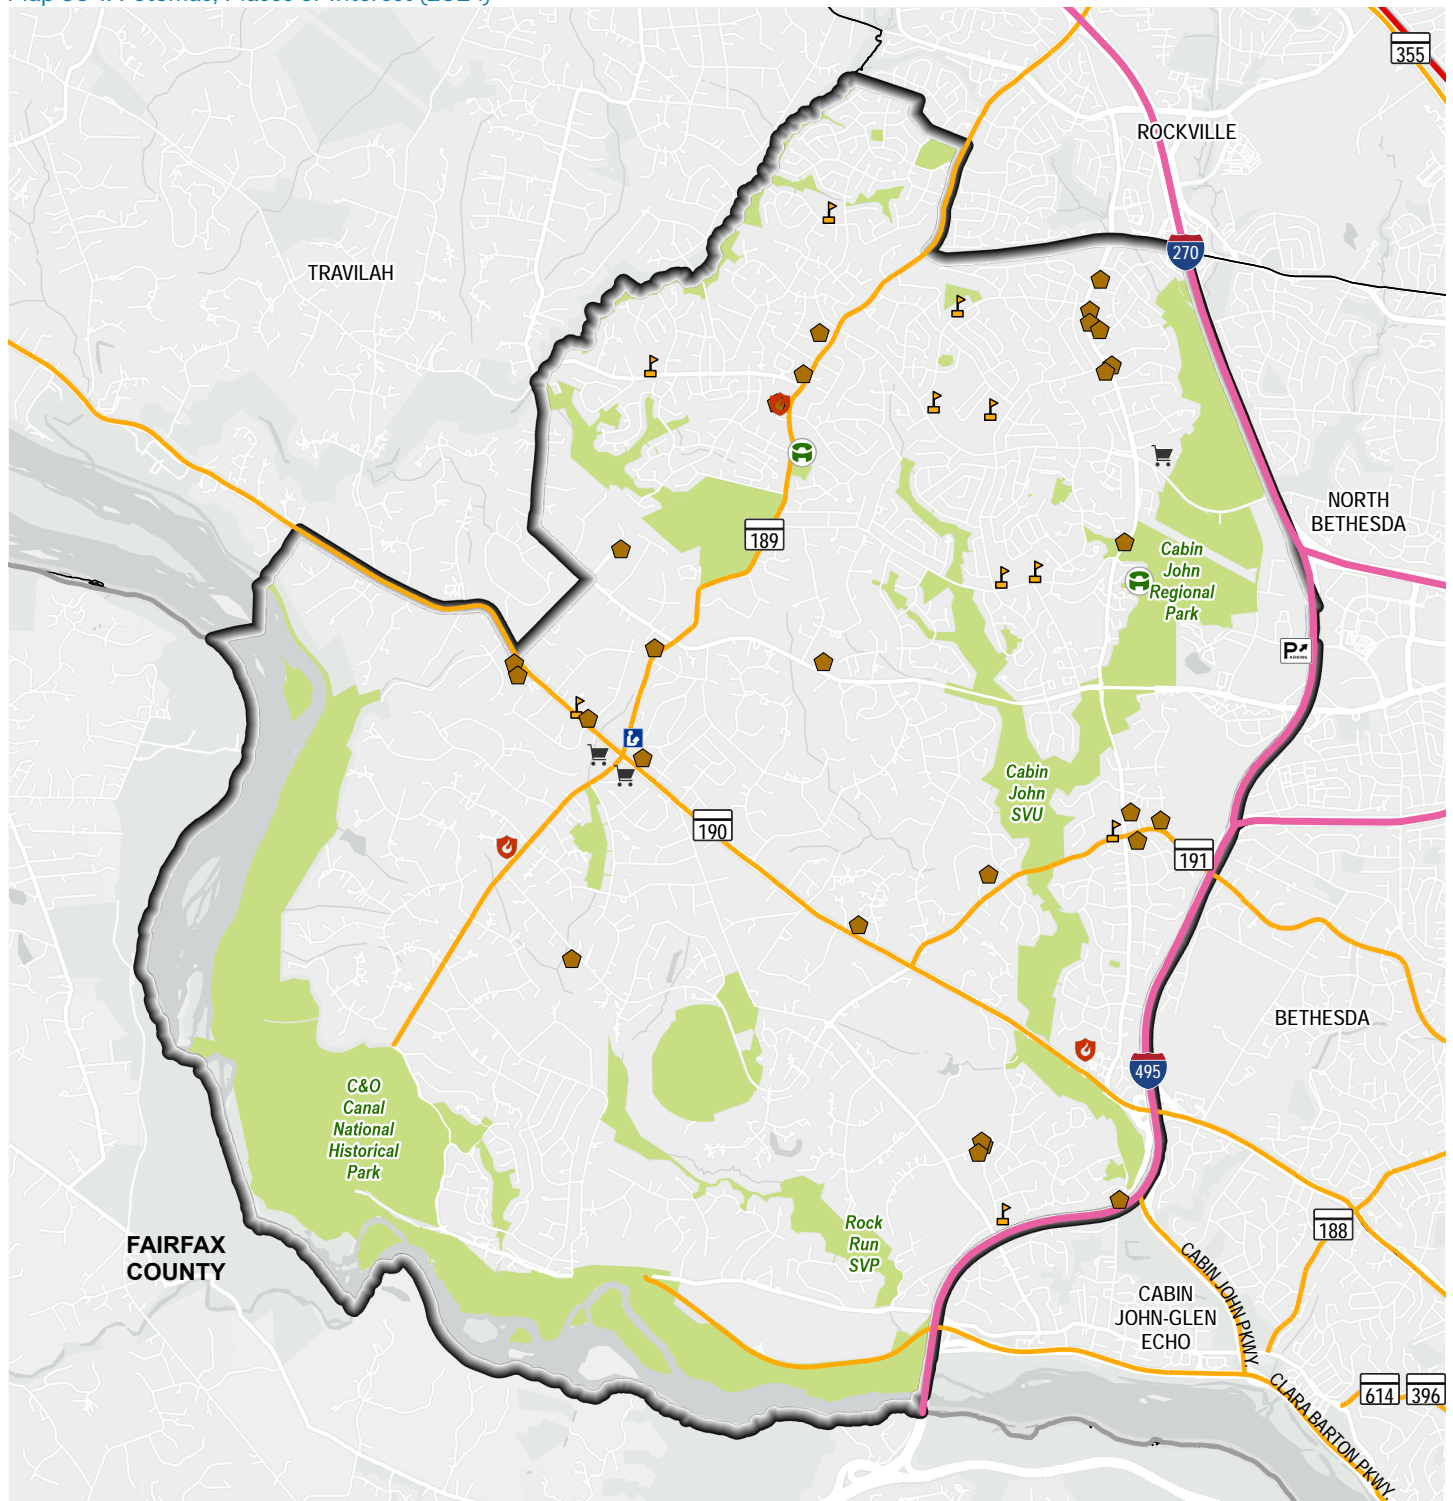 355
ROCKVILLE
270
TRAVILAH
NORTH
BETHESDA
189
Cabin
John
Regional
Park
P
Cabin
John
SVU
190
191
BETHESDA
495
C&O
Canal
National
Historical
Park
Rock
Run
SVP
188
FAIRFAX
COUNTY
CABIN JOHN PKWY.
CABIN
JOHN-GLEN
ECHO
614
396
CLARA BARTON PKWY.